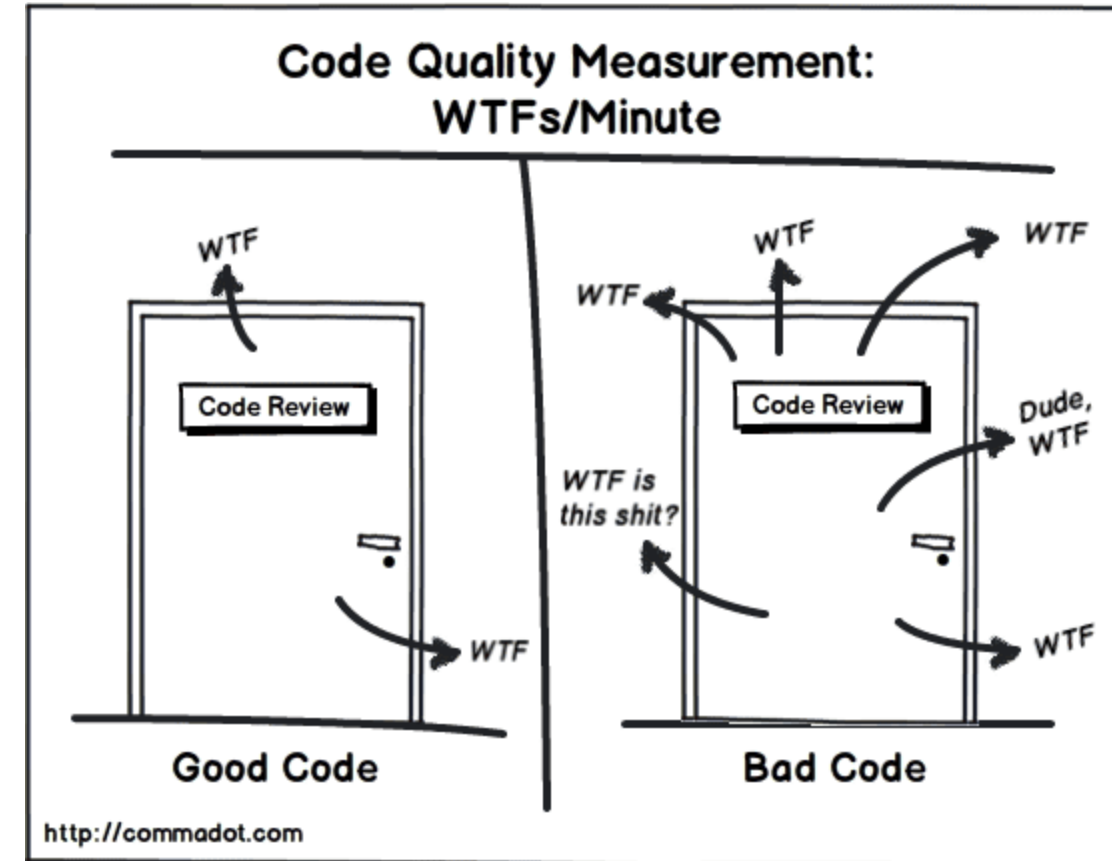 Code Quality Measurement:
WTFs/Minute
WTF
Code Review
WTF
Good Code
WTF
WTF
WTF
Code Review
Dude,
WTF
WTF is
this shit?
WTF
Bad Code
http://commadot.com